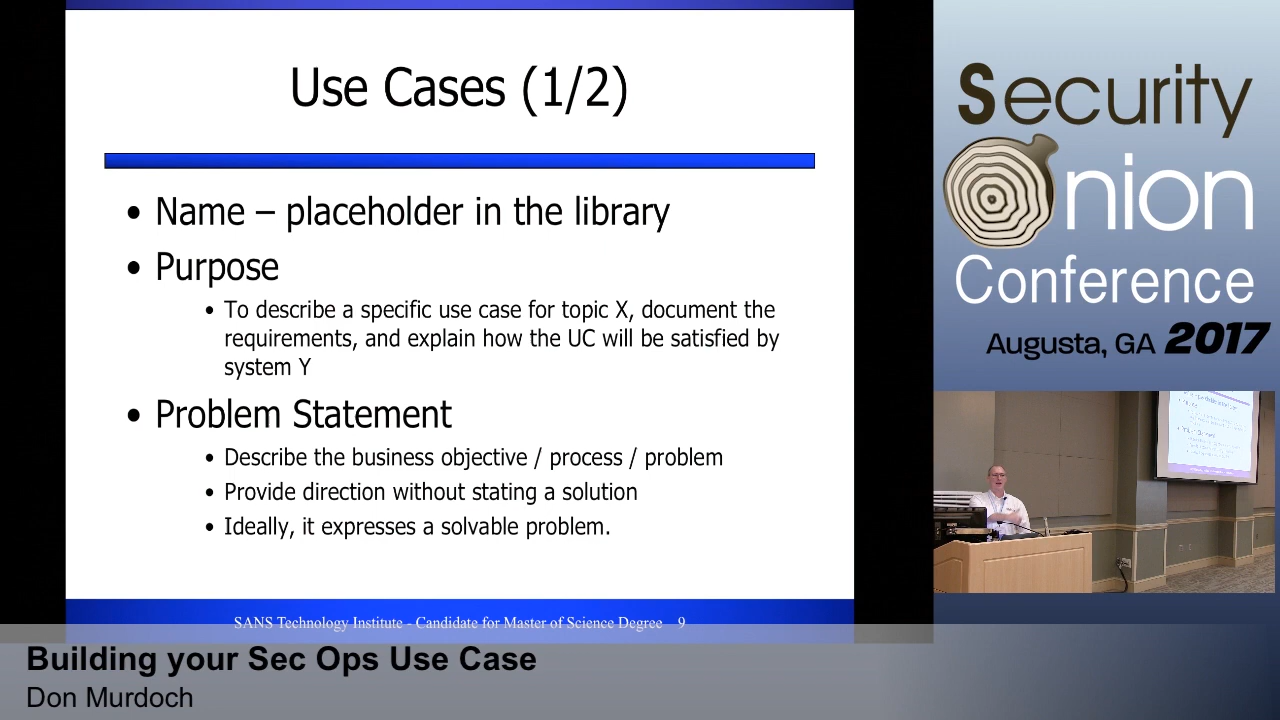 Use Cases (1/2)
• Name – placeholder in the library
• Purpose
• To describe a specific use case for topic X, document the
requirements, and explain how the UC will be satisfied by
system Y
• Problem Statement
• Describe the business objective / process / problem
• Provide direction without stating a solution
• Ideally, it expresses a solvable problem.
SANS Technology Institute - Candidate for Master of Science Degree 9
Security
Onion
Conference
Augusta, GA 2017
Building your Sec Ops Use Case
Don Murdoch